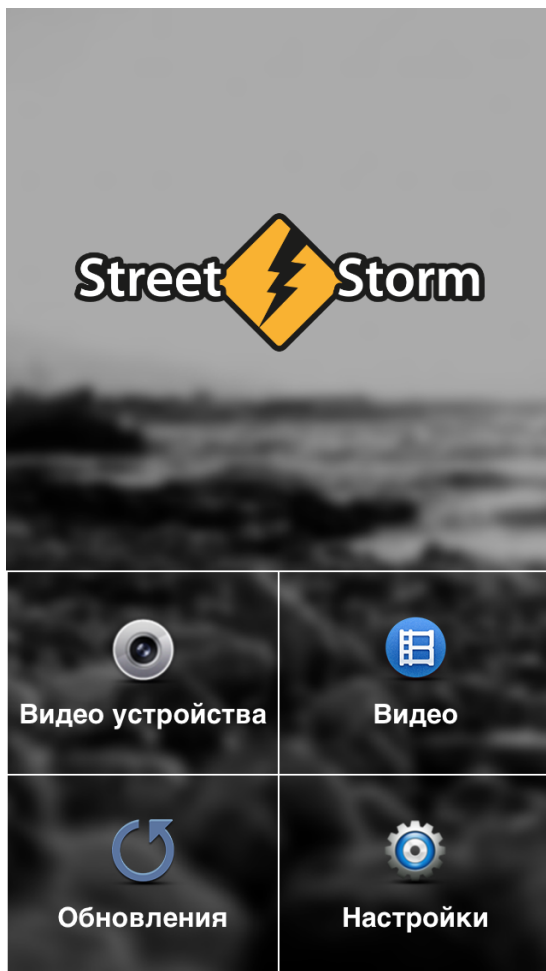 Street Storm
Видео устройства
Видео
Обновления
Настройки